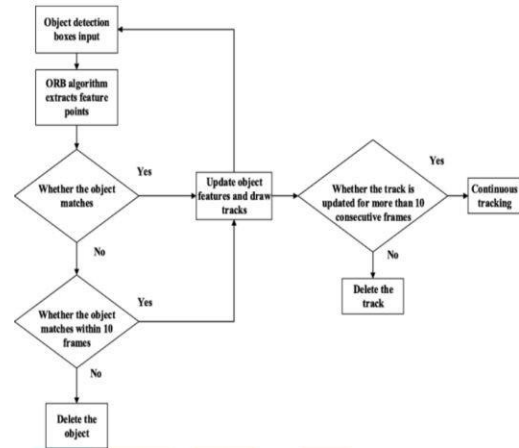 Object detection
boxes input
ORB algorithm
extracts feature
points
Whether the object
matches
Yes
No
Whether the object
matches within 10
frames
Yes
No
Delete the
object
Update object
features and draw
tracks
Whether the track is
updated for more than 10
consecutive frames
Yes
No
Continuous
tracking
Delete the
track